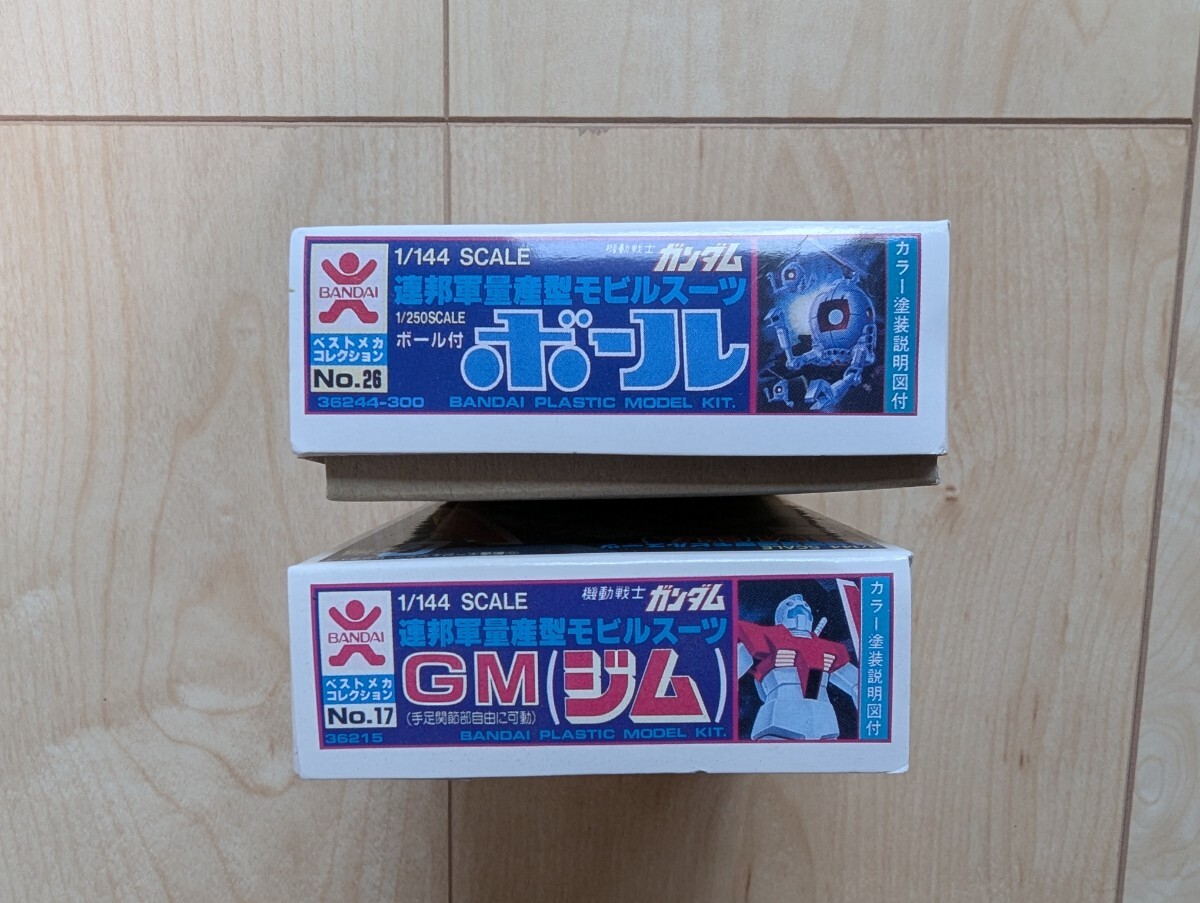 BANDAI
ベストメカ
コレクション
No.26
36244-300
1/144 SCALE
機動戦士 ガンダム
連邦軍量産型モビルスーツ
1/250SCALE
ボール付
ボール
BANDAI PLASTIC MODEL KIT.
カラー塗装説明図付
1/144 SCALE
BANDAI
ベストメカ
コレクション
No.17
36215
1/144 SCALE
機動戦士 ガンダム
連邦軍量産型モビルスーツ
GM(ジム)
(手足関節部自由に可動)
BANDAI PLASTIC MODEL KIT.
カラー塗装説明図付